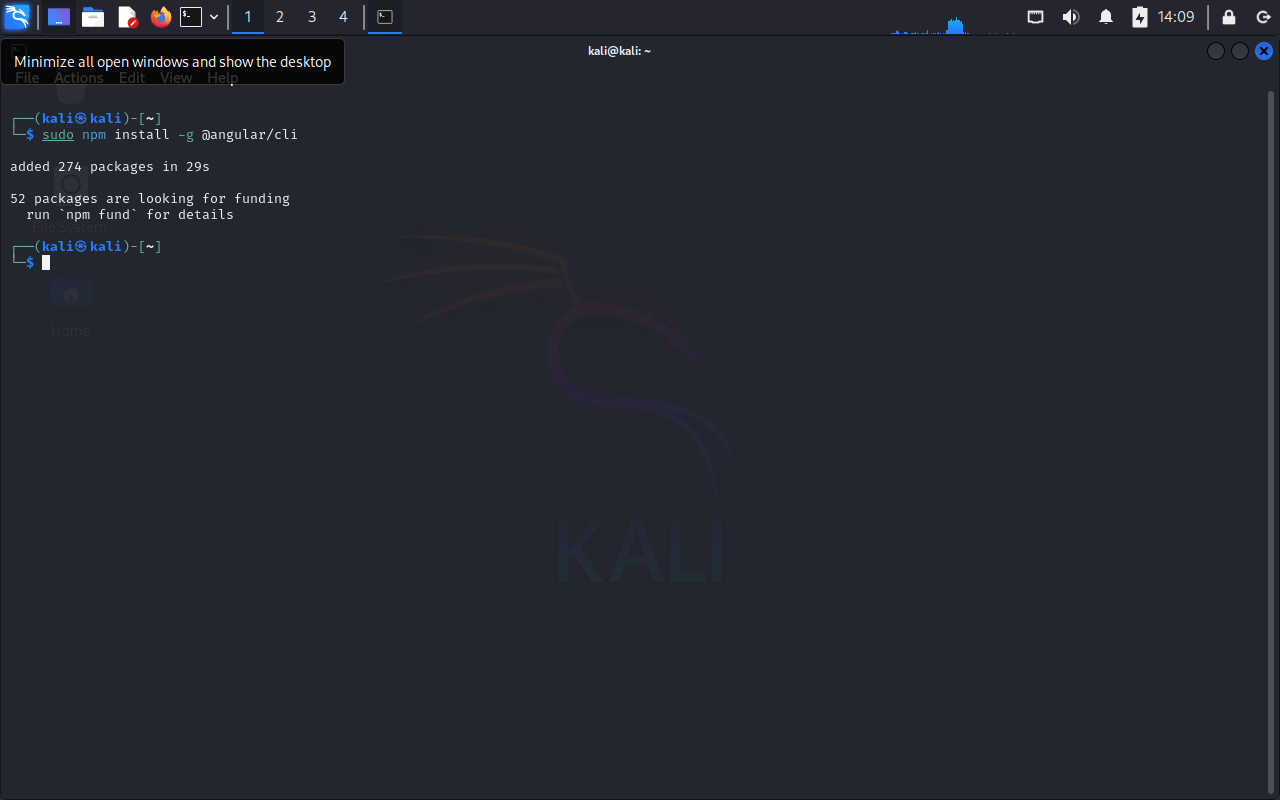 1 2 3 4 14:09
kali@kali: ~
Minimize all open windows and show the desktop
File Actions Edit View Help
┌──(kali㉿kali)-[~]
└─$ sudo npm install -g @angular/cli
added 274 packages in 29s
52 packages are looking for funding
run `npm fund` for details
File System
┌──(kali㉿kali)-[~]
└─$
Home
KALI